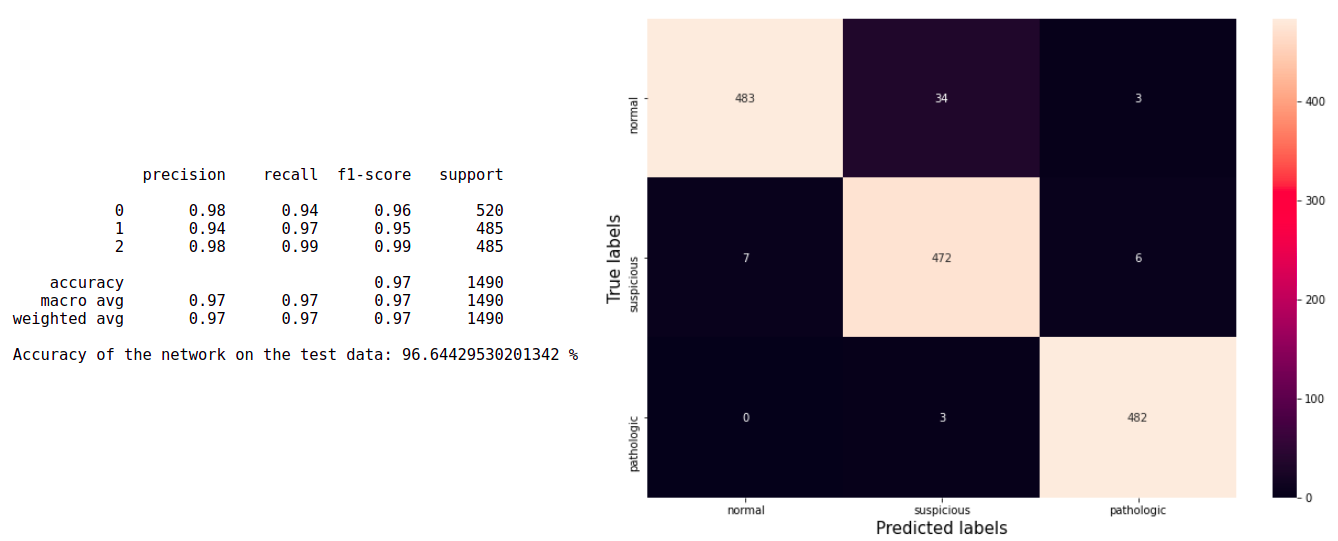 precision recall f1-score support
0 0.98 0.94 0.96 520
1 0.94 0.97 0.95 485
2 0.98 0.99 0.99 485
accuracy 0.97 1490
macro avg 0.97 0.97 0.97 1490
weighted avg 0.97 0.97 0.97 1490
Accuracy of the network on the test data: 96.64429530201342 %
True labels
normal
suspicious
pathologic
483 34 3
7 472 6
0 3 482
normal suspicious pathologic
Predicted labels
400
300
200
100
0